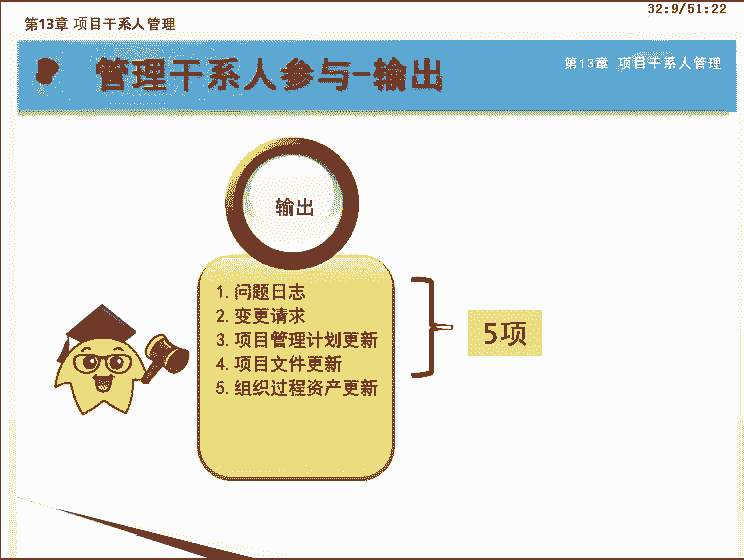 32:9/51:22
第13章 项目干系人管理
管理干系人参与-输出
第13章 项目干系人管理
输出
1. 问题日志
2. 变更请求
3. 项目管理计划更新
4. 项目文件更新
5. 组织过程资产更新
5项